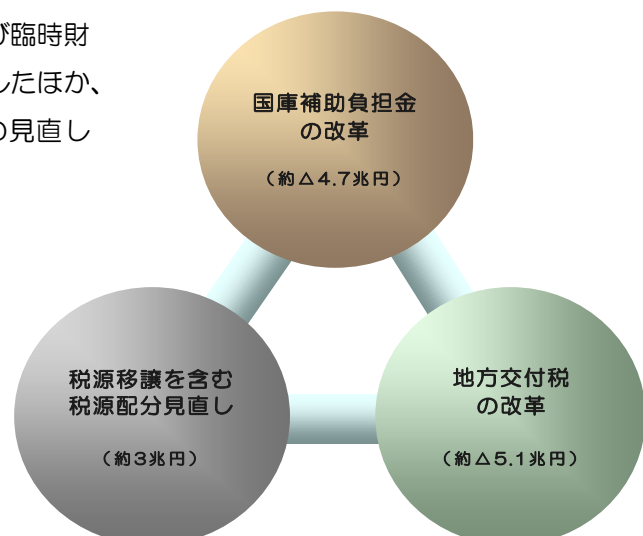 び臨時財
したほか、
の見直し
国庫補助負担金
の改革
（約△4.7兆円）
税源移譲を含む
税源配分見直し
（約3兆円）
地方交付税
の改革
（約△5.1兆円）